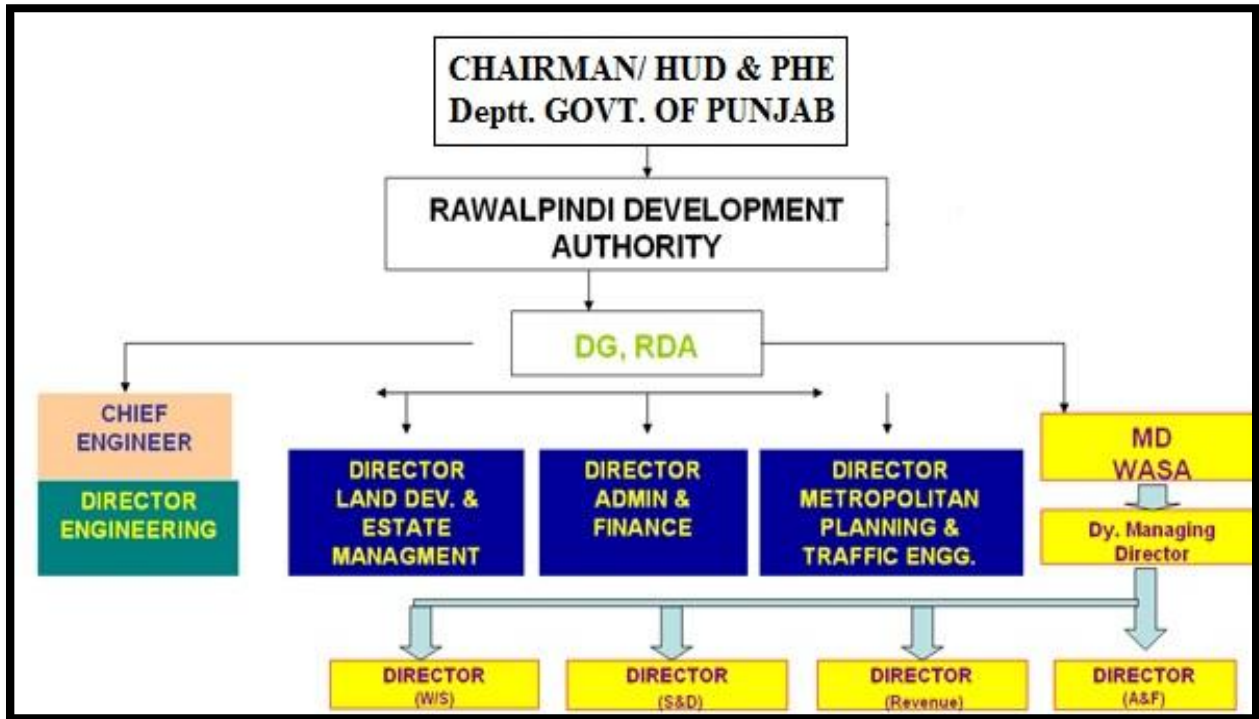 CHAIRMAN/ HUD & PHE
Deptt. GOVT. OF PUNJAB
RAWALPINDI DEVELOPMENT
AUTHORITY
DG, RDA
CHIEF
ENGINEER
DIRECTOR
ENGINEERING
DIRECTOR
LAND DEV. &
ESTATE
MANAGMENT
DIRECTOR
ADMIN &
FINANCE
DIRECTOR
METROPOLITAN
PLANNING &
TRAFFIC ENGG.
MD
WASA
Dy. Managing
Director
DIRECTOR
(W/S)
DIRECTOR
(S&D)
DIRECTOR
(Revenue)
DIRECTOR
(A&F)